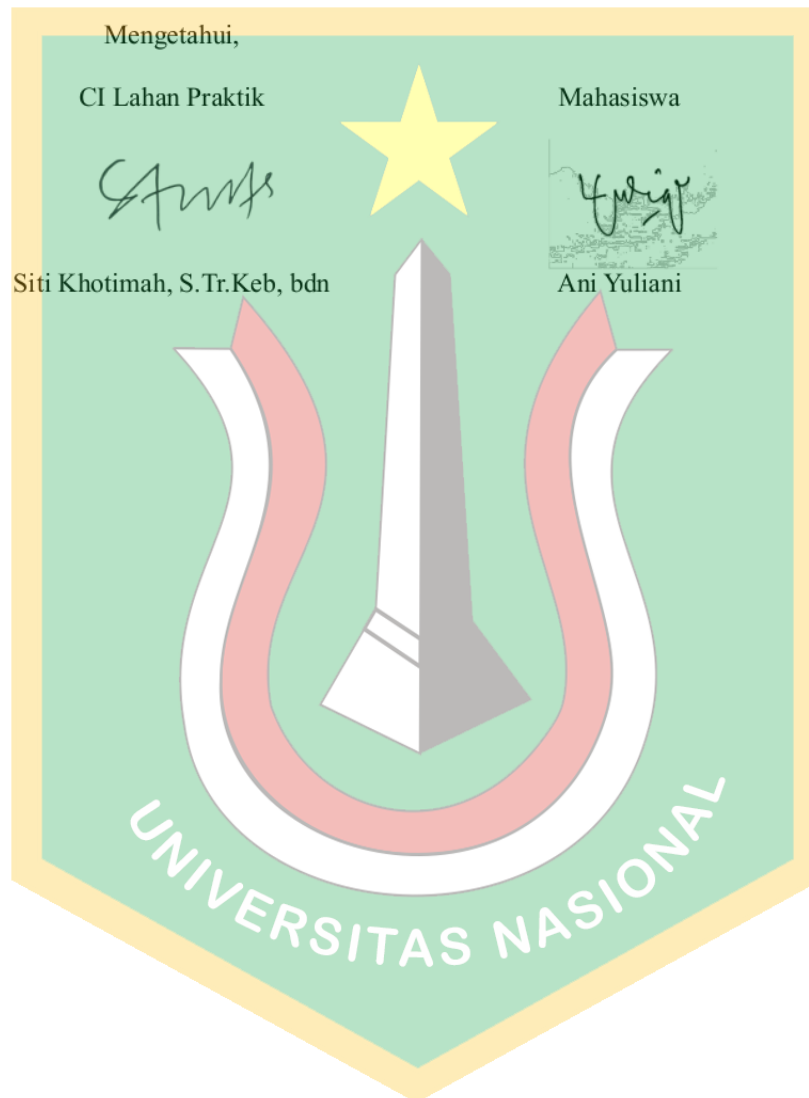 Mengetahui,
CI Lahan Praktik Mahasiswa
Siti Khotimah, S.Tr.Keb, bdn Ani Yuliani
UNIVERSITAS NASIONAL